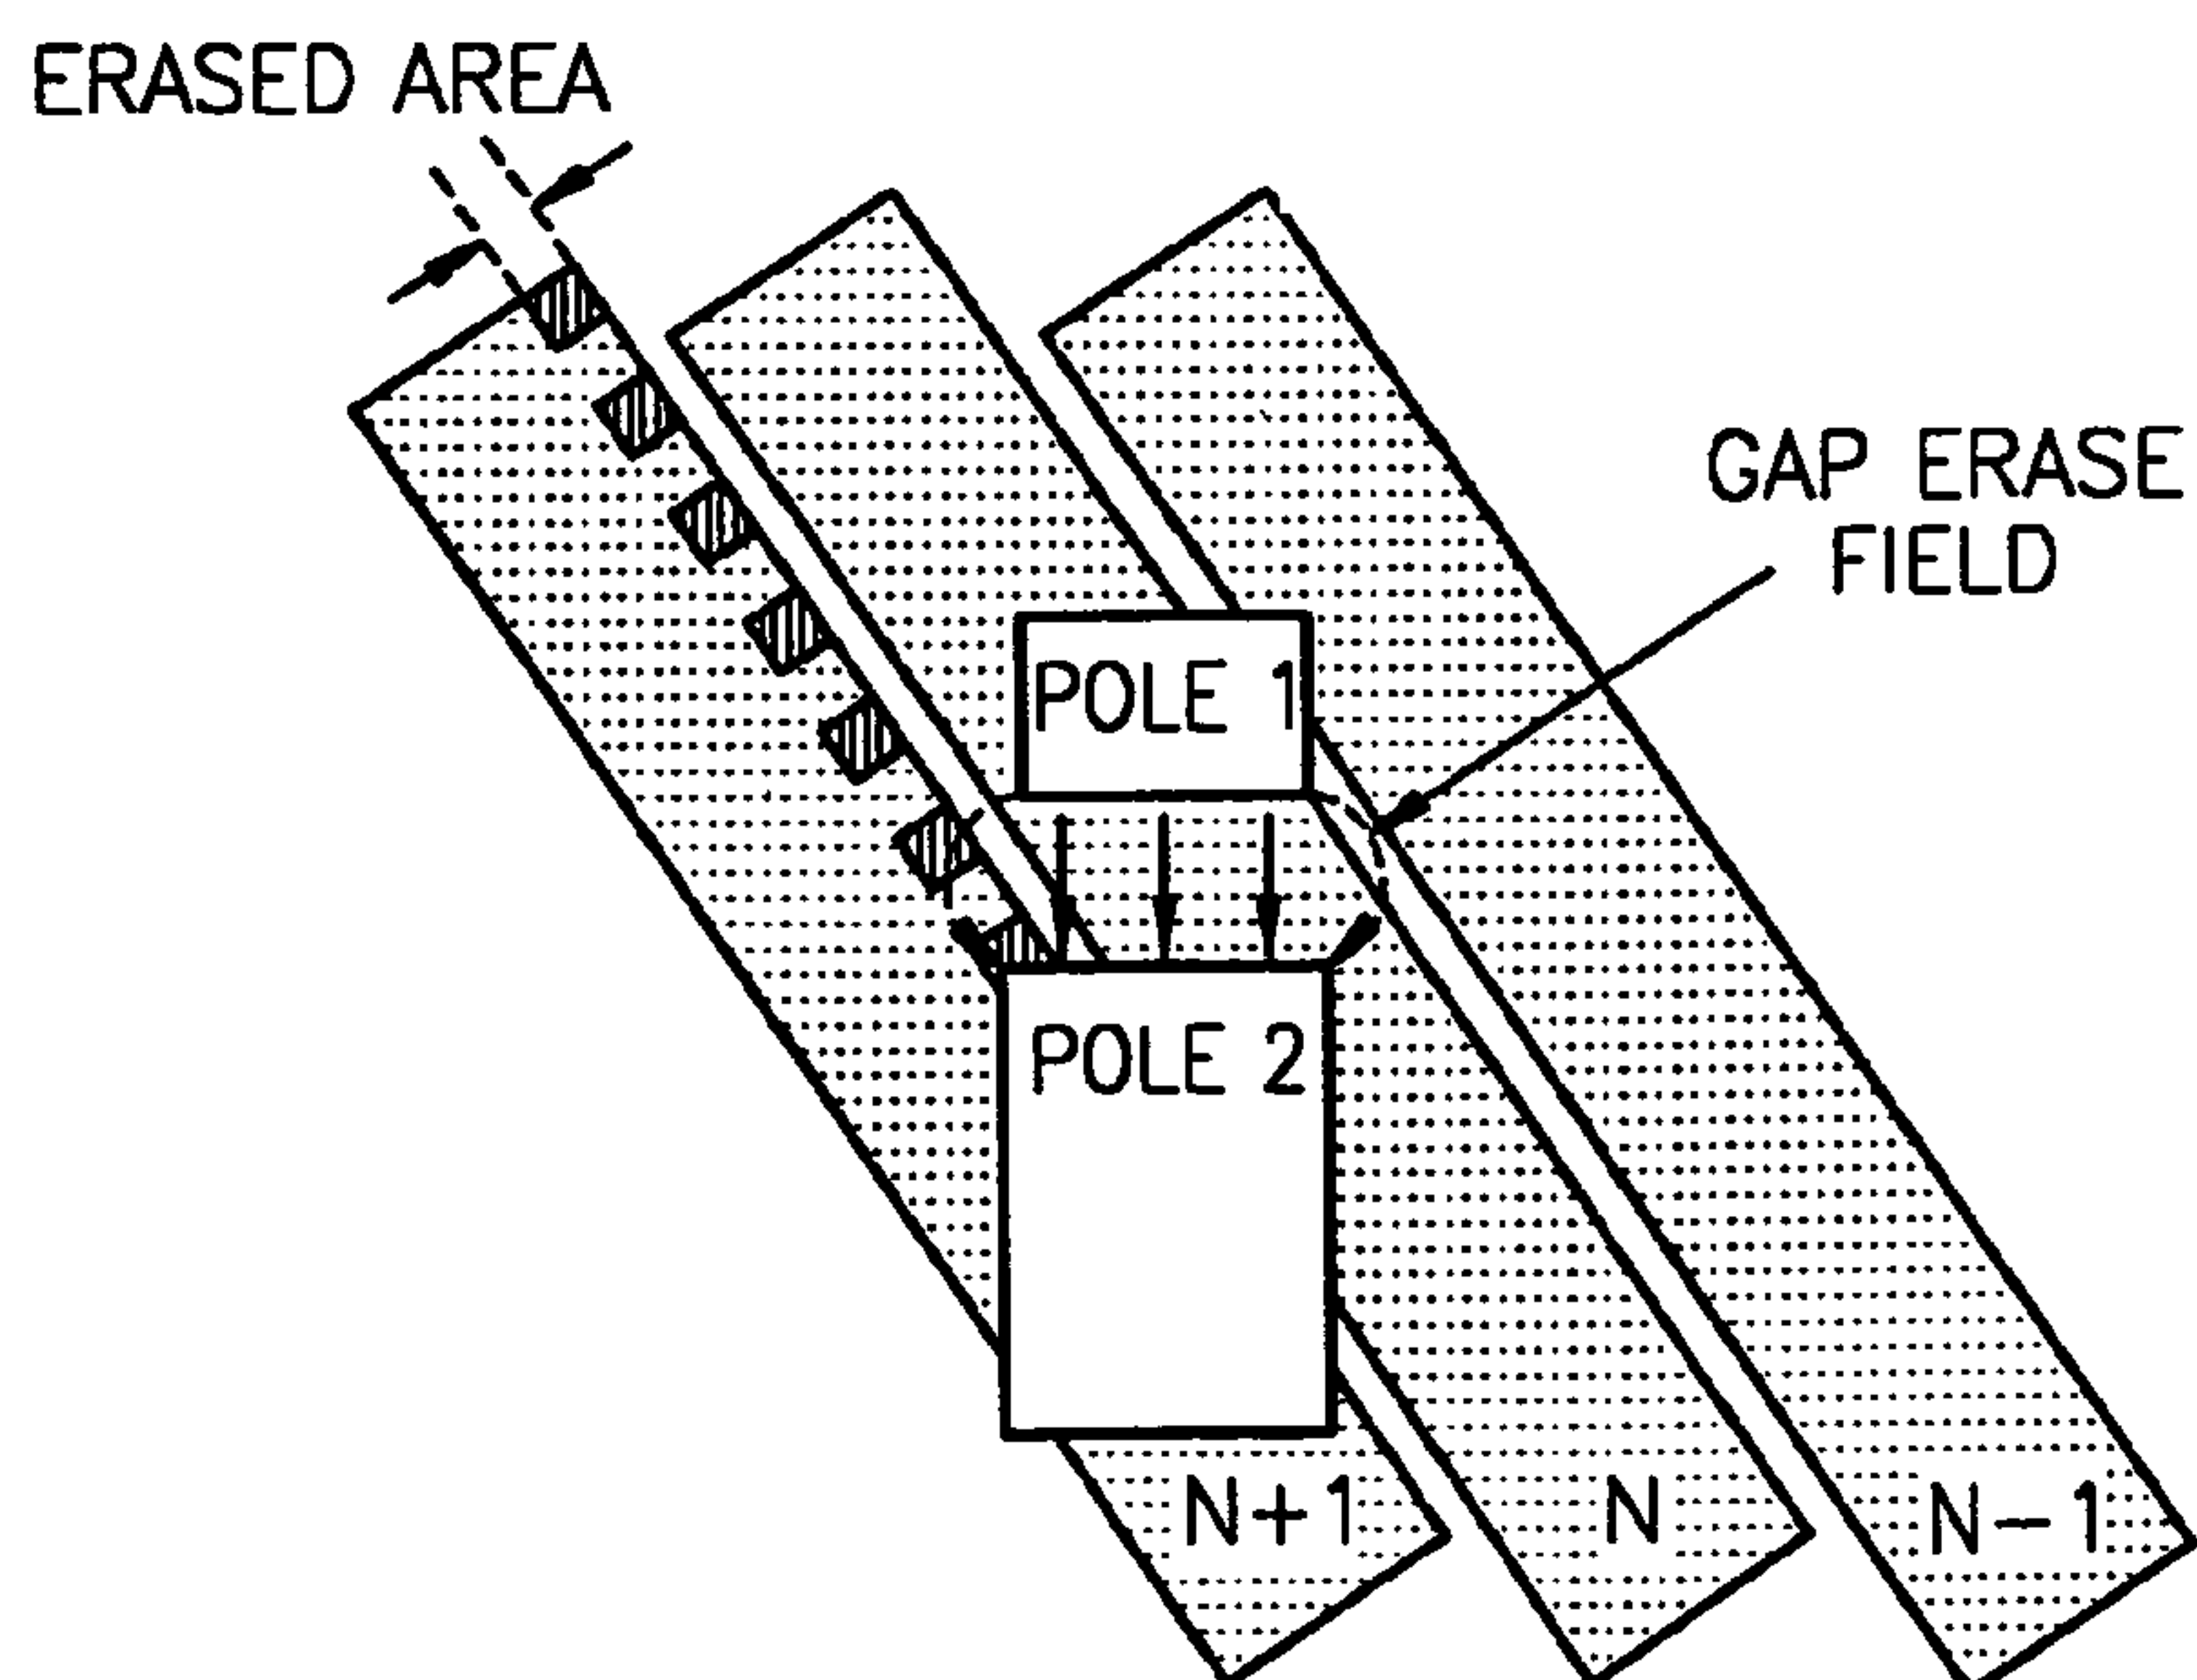 ERASED AREA
GAP ERASE
FIELD
POLE 1
POLE 2
N+1
N
N-1